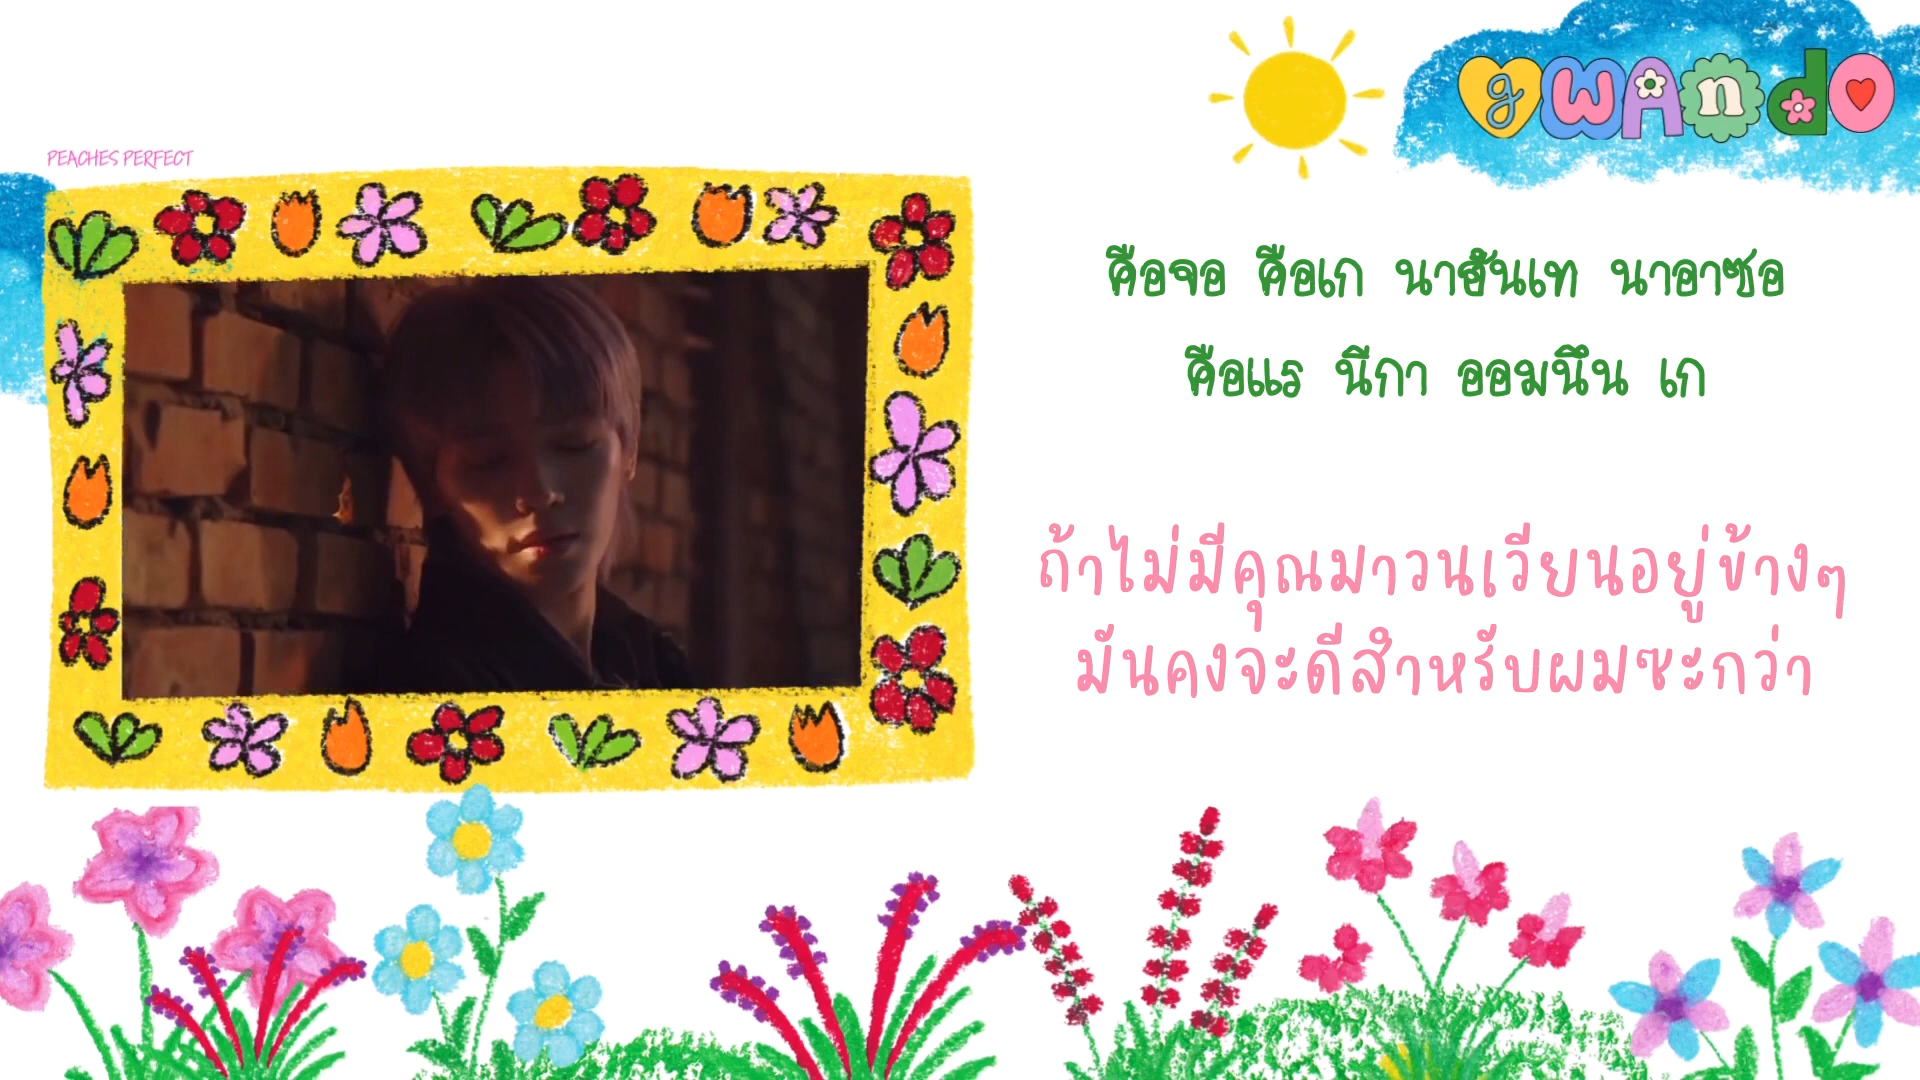 gwando
PEACHES PERFECT
คือจอ คือเก นาฮันเท นาอาซอ
คือแร นีกา ออมนึน เก
ถ้าไม่มีคุณมาวนเวียนอยู่ข้างๆ
มันคงจะดีสำหรับผมซะกว่า